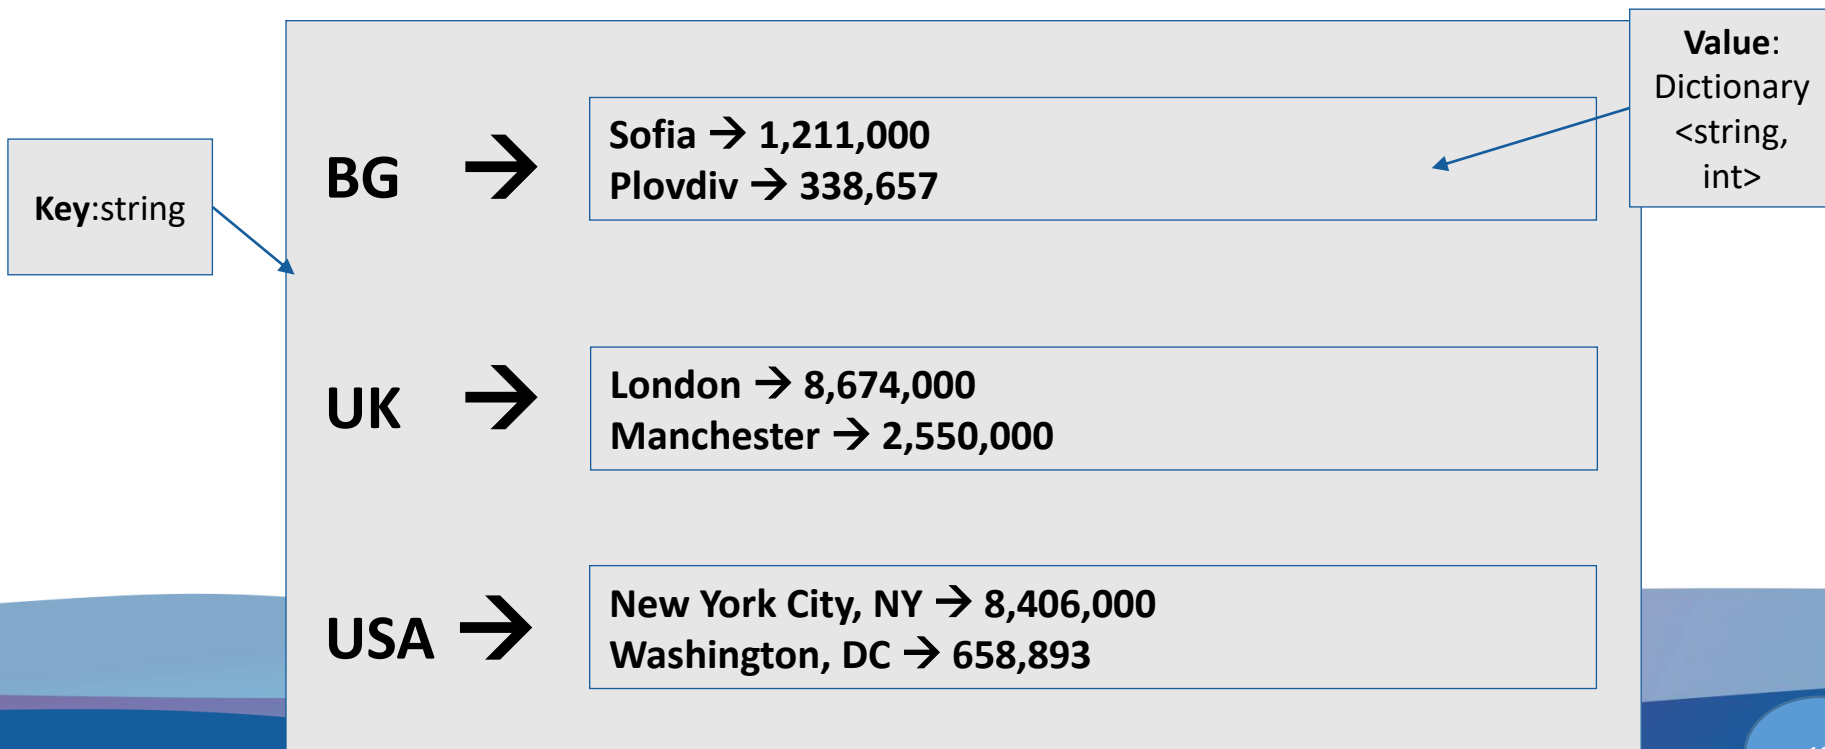 Value:
Dictionary
<string,
int>
Key:string
BG →
Sofia → 1,211,000
Plovdiv → 338,657
UK →
London → 8,674,000
Manchester → 2,550,000
USA →
New York City, NY → 8,406,000
Washington, DC → 658,893